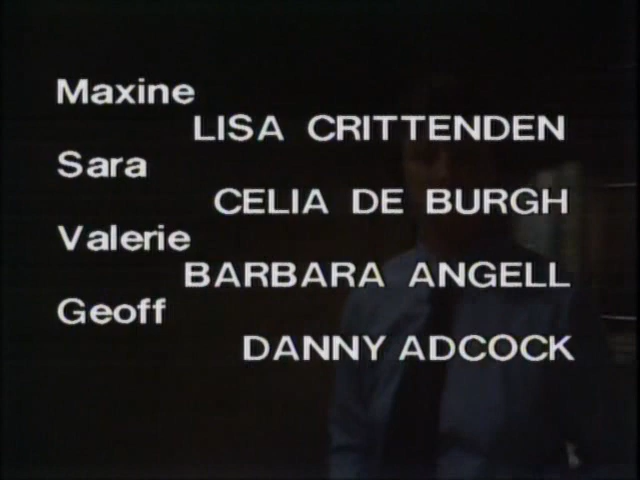 Maxine
LISA CRITTENDEN
Sara
CELIA DE BURGH
Valerie
BARBARA ANGELL
Geoff
DANNY ADCOCK